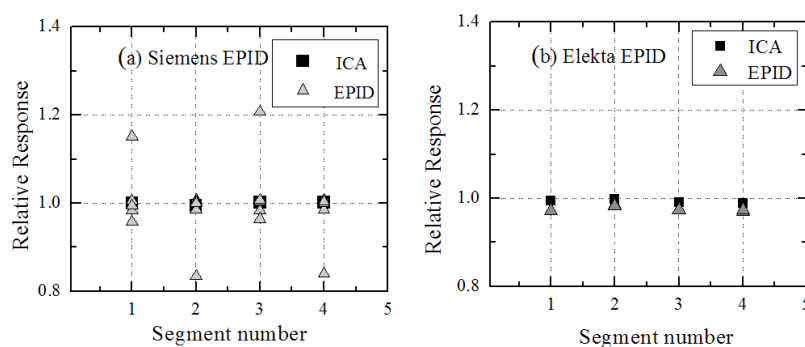 (a) Siemens EPID
ICA
EPID
Relative Response
1.4
1.2
1.0
0.8
1 2 3 4 5
Segment number
(b) Elekta EPID
ICA
EPID
Relative Response
1.4
1.2
1.0
0.8
1 2 3 4 5
Segment number